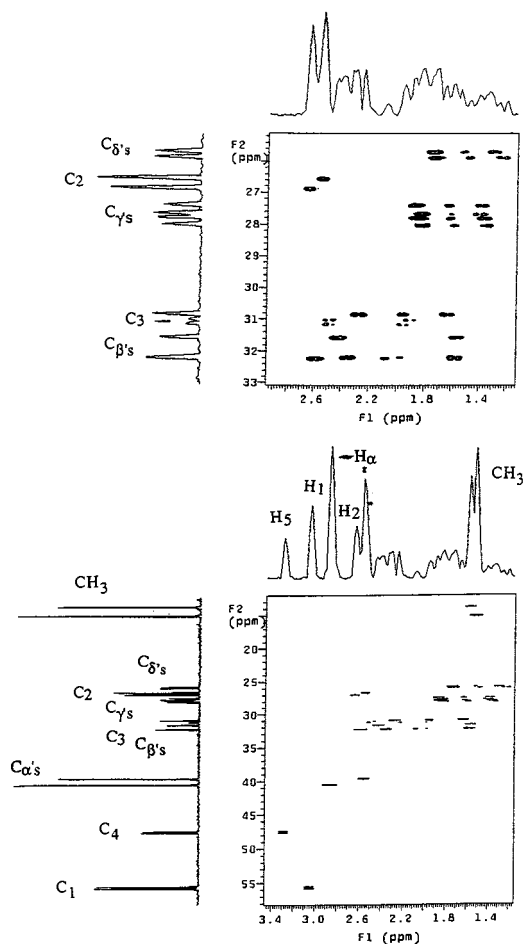 F2
(ppm)
Cδ's
C2
27
Cγ's
28
29
30
C3
31
Cβ's
32
33
2.6 2.2 1.8 1.4
F1 (ppm)
Hα
H1
CH3
H5
H2
CH3
F2
(ppm)
15
Cδ's
20
C2
25
Cγ's
C3
30
Cβ's
35
Cα's
40
45
C4
50
C1
55
3.4 3.0 2.6 2.2 1.8 1.4
F1 (ppm)